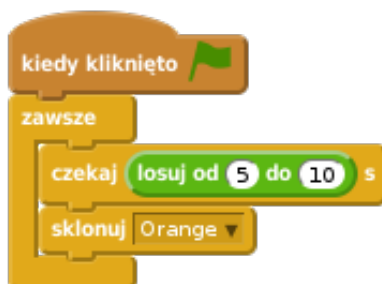 kiedy kliknięto
zawsze
czekaj losuj od 5 do 10 s
sklonuj Orange